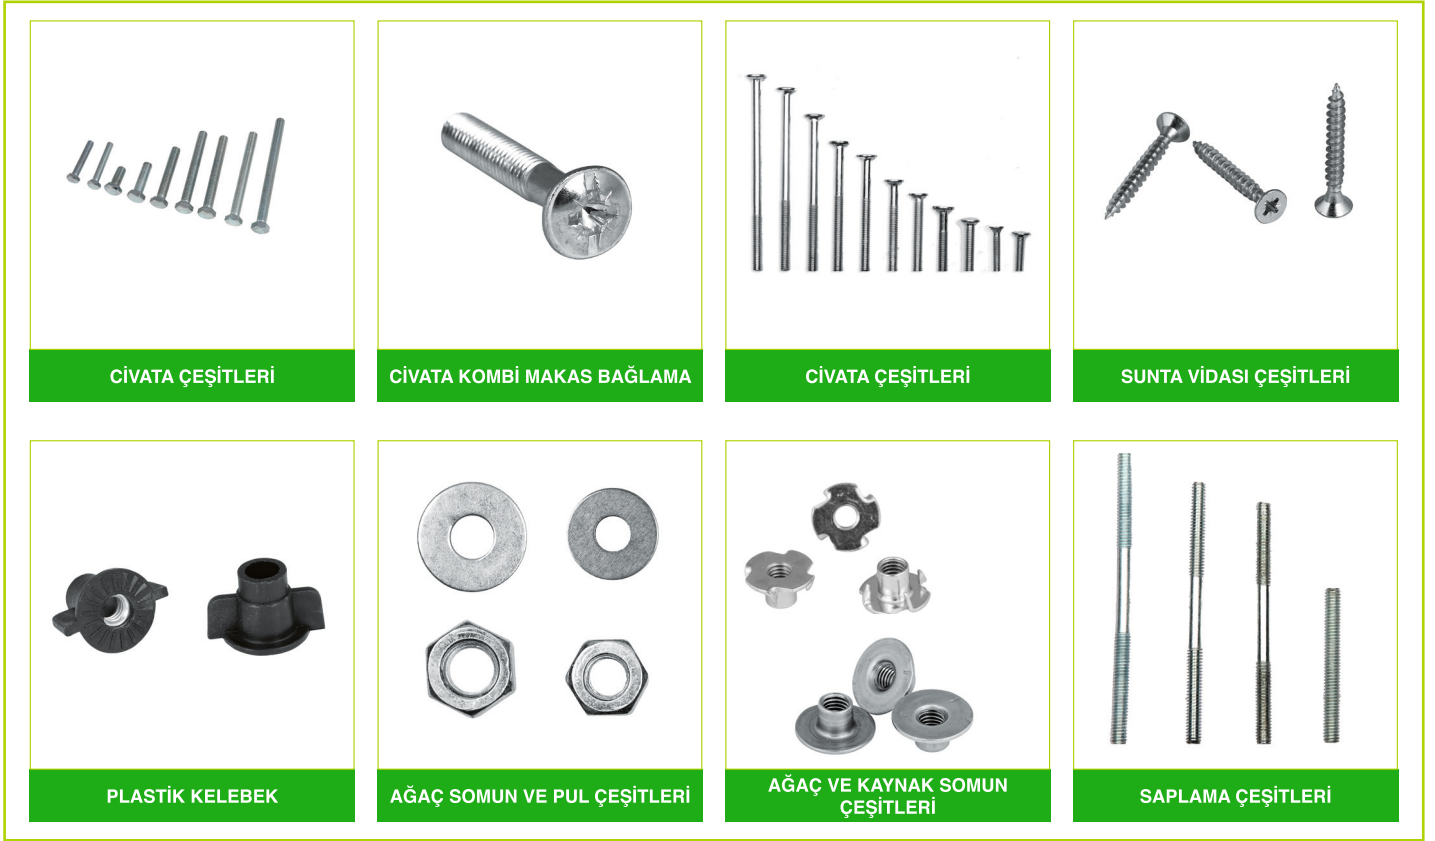 CİVATA ÇEŞİTLERİ
CİVATA KOMBİ MAKAS BAĞLAMA
CİVATA ÇEŞİTLERİ
SUNTA VİDASI ÇEŞİTLERİ
PLASTİK KELEBEK
AĞAÇ SOMUN VE PUL ÇEŞİTLERİ
AĞAÇ VE KAYNAK SOMUN
ÇEŞİTLERİ
SAPLAMA ÇEŞİTLERİ